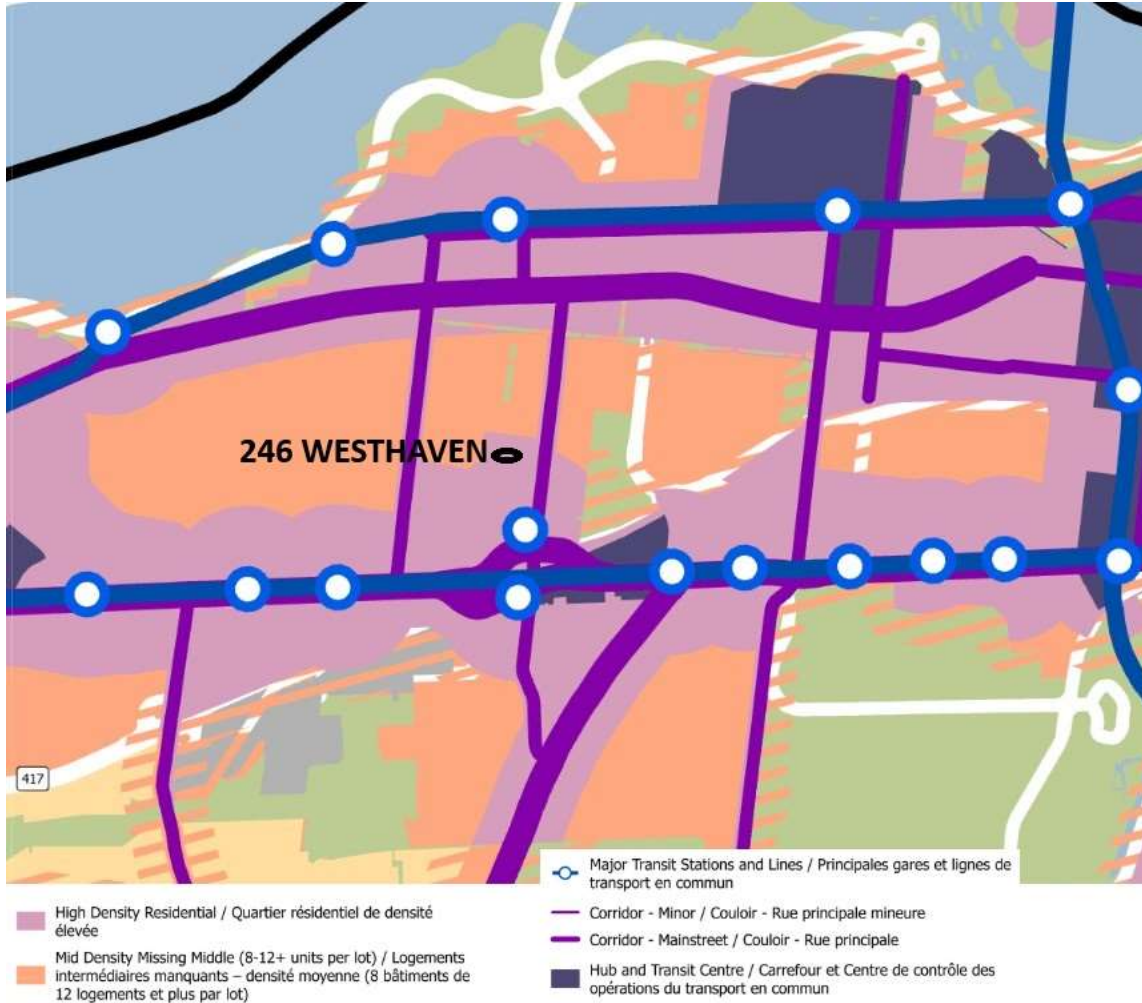 246 WESTHAVEN
417
High Density Residential / Quartier résidentiel de densité
élevée
Mid Density Missing Middle (8-12+ units per lot) / Logements
intermédiaires manquants – densité moyenne (8 bâtiments de
12 logements et plus par lot)
Major Transit Stations and Lines / Principales gares et lignes de
transport en commun
Corridor - Minor / Couloir - Rue principale mineure
Corridor - Mainstreet / Couloir - Rue principale
Hub and Transit Centre / Carrefour et Centre de contrôle des
opérations du transport en commun